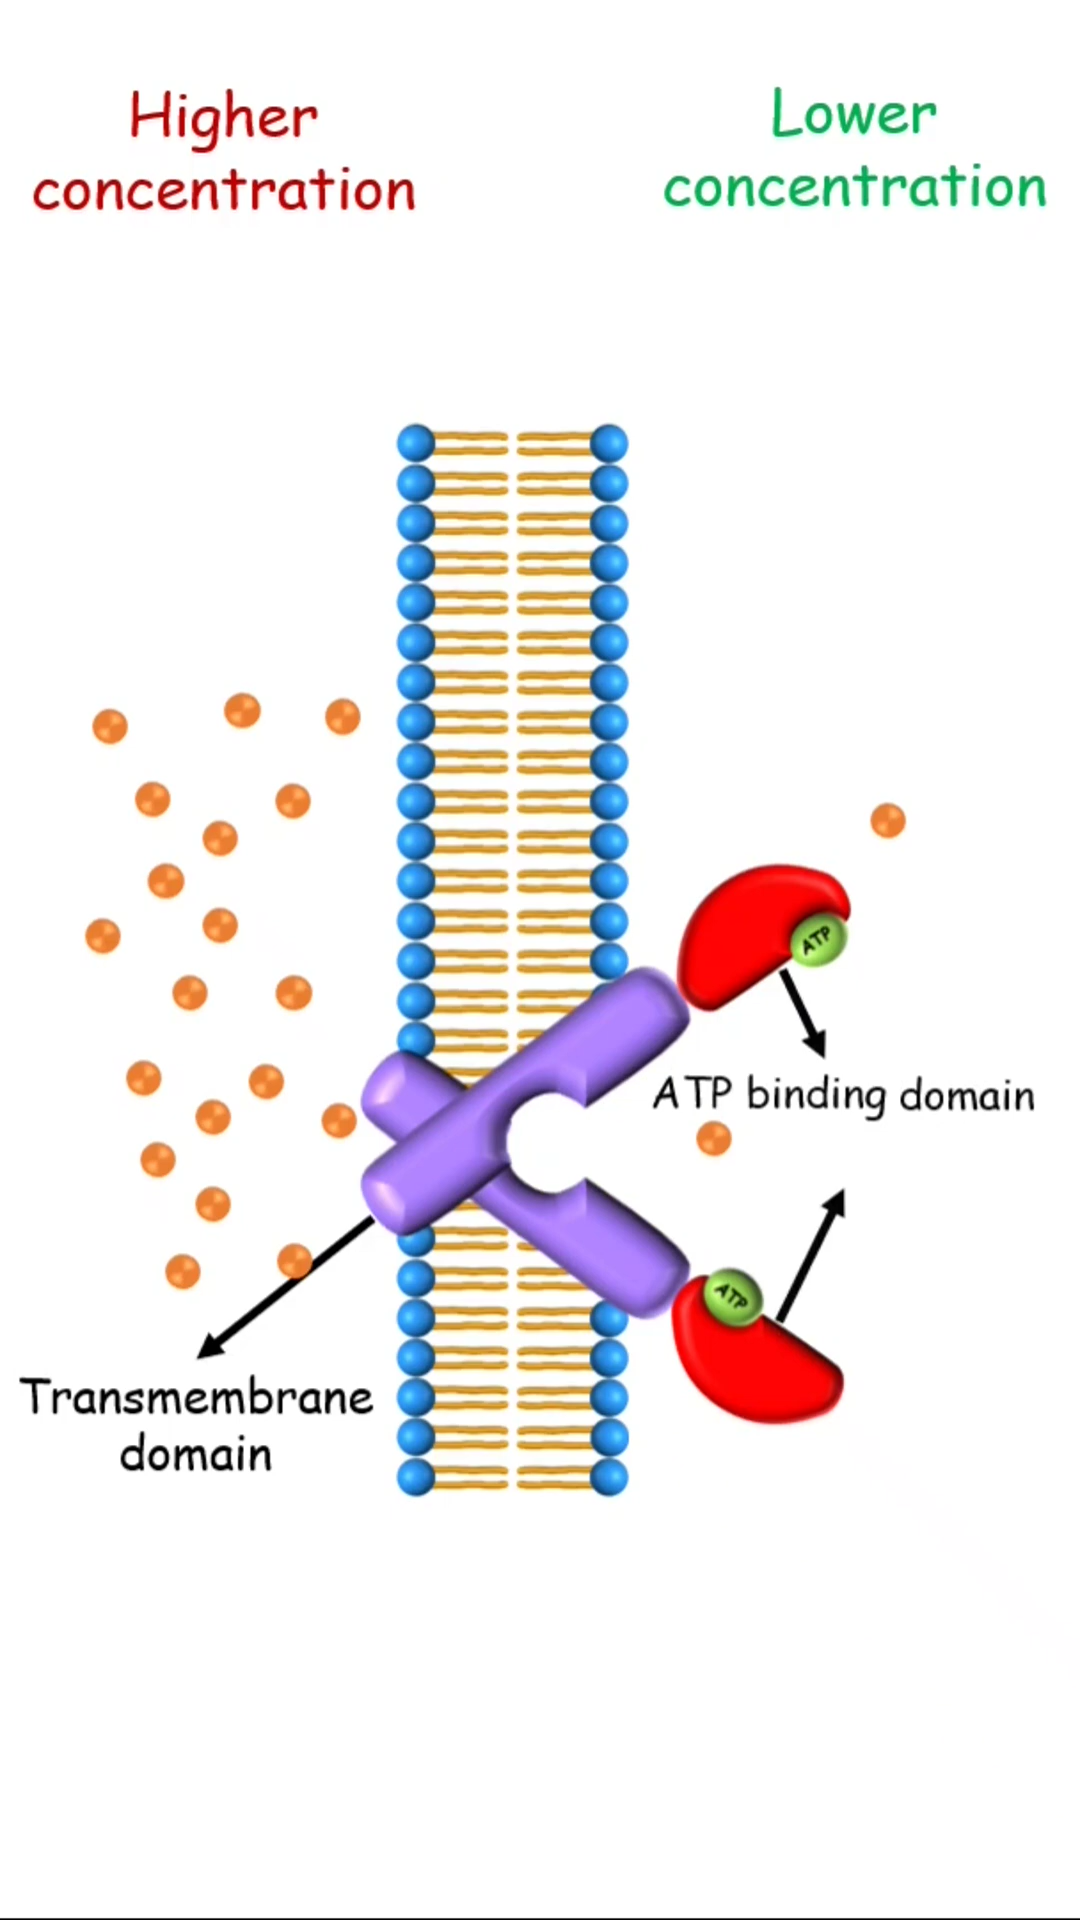 Higher
concentration
Lower
concentration
ATP
ATP binding domain
ATP
Transmembrane
domain